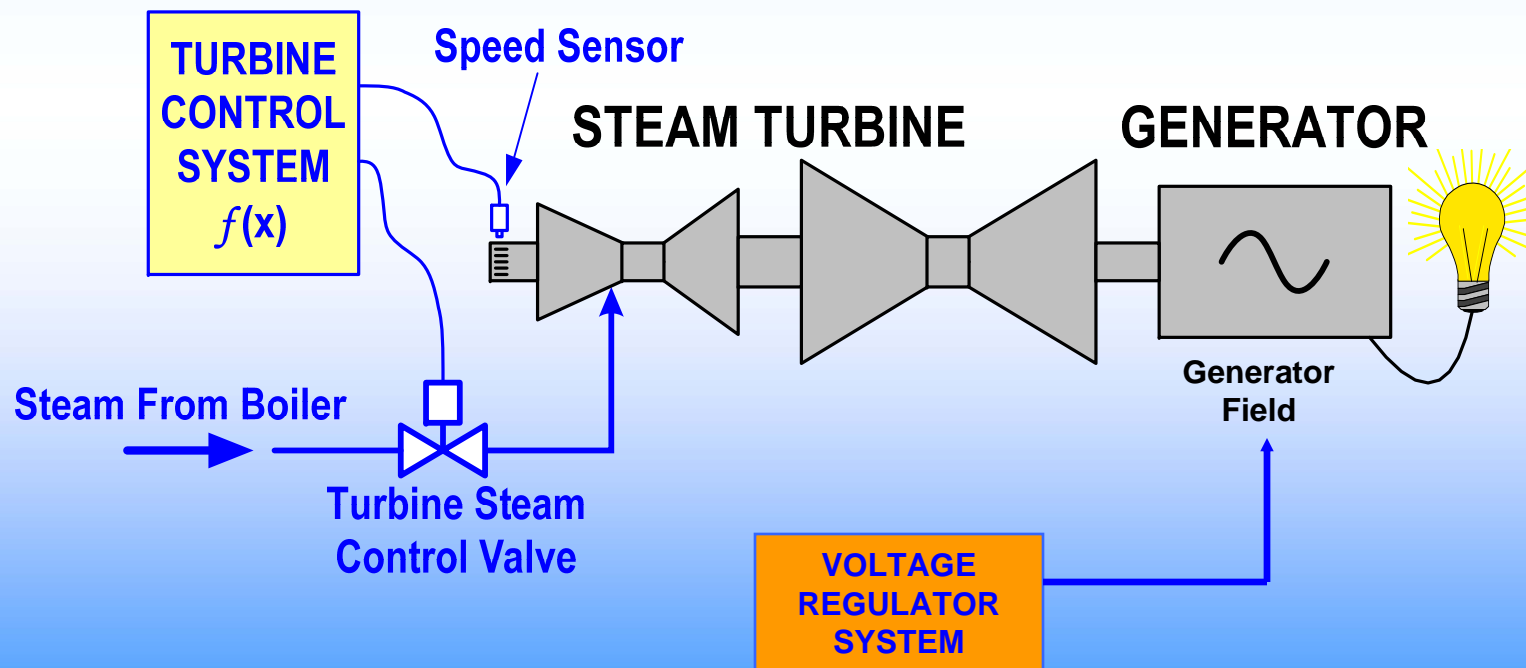 TURBINE
CONTROL
SYSTEM
f(x)
Speed Sensor
STEAM TURBINE
GENERATOR
Steam From Boiler
Turbine Steam
Control Valve
Generator
Field
VOLTAGE
REGULATOR
SYSTEM